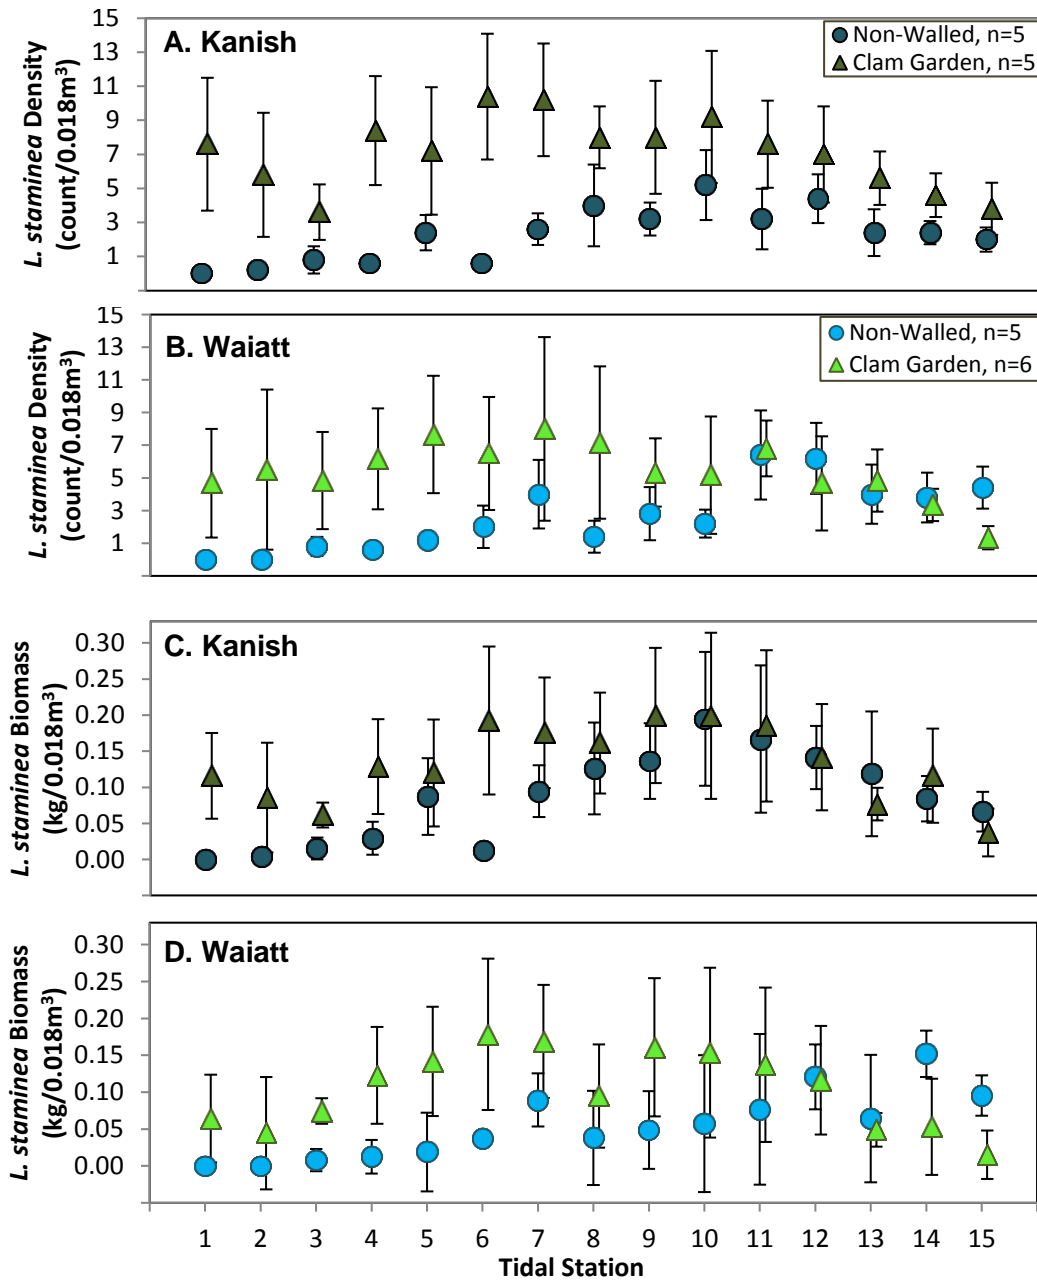 15
13
11
9
7
5
3
1
L. staminea Density
(count/0.018m³)
A. Kanish
Non-Walled, n=5
Clam Garden, n=5
15
13
11
9
7
5
3
1
L. staminea Density
(count/0.018m³)
B. Waiatt
Non-Walled, n=5
Clam Garden, n=6
0.30
0.25
0.20
0.15
0.10
0.05
0.00
L. staminea Biomass
(kg/0.018m³)
C. Kanish
0.30
0.25
0.20
0.15
0.10
0.05
0.00
L. staminea Biomass
(kg/0.018m³)
D. Waiatt
1 2 3 4 5 6 7 8 9 10 11 12 13 14 15
Tidal Station